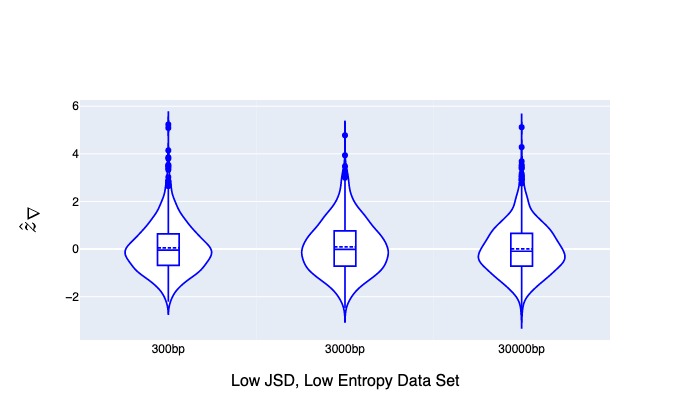 6
4
2
0
−2
ẑ∇
300bp
3000bp
30000bp
Low JSD, Low Entropy Data Set